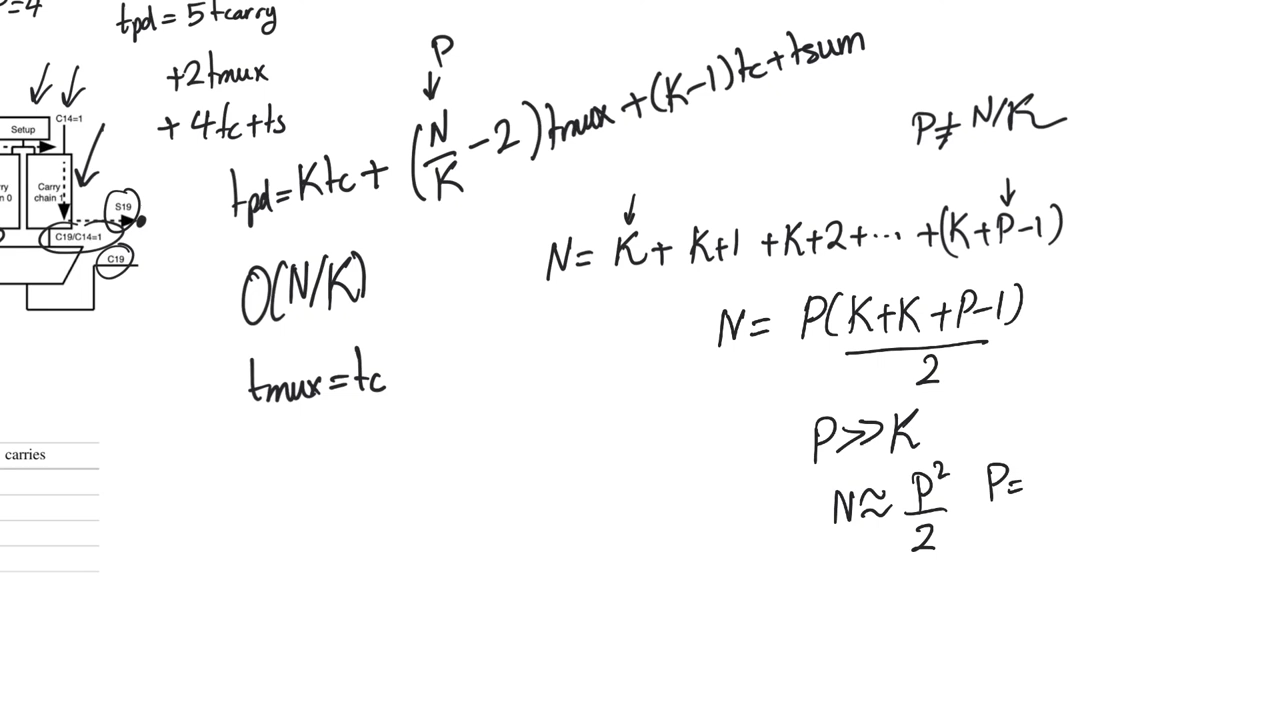 P=4
tpd = 5tcarry
+2tmux
+ 4tc+ts
P
tpd = Ktc + (N/K - 2)tmux + (K-1)tc + tsum
P≠ N/K
N = K + K+1 + K+2 + ··· + (K+P-1)
O(N/K)
N = P(K+K+P-1)/2
tmux = tc
P>>K
N≈ P²/2 P=
C14=1
Setup
Carry
chain 1
S19
C19/C14=1
C19
carries